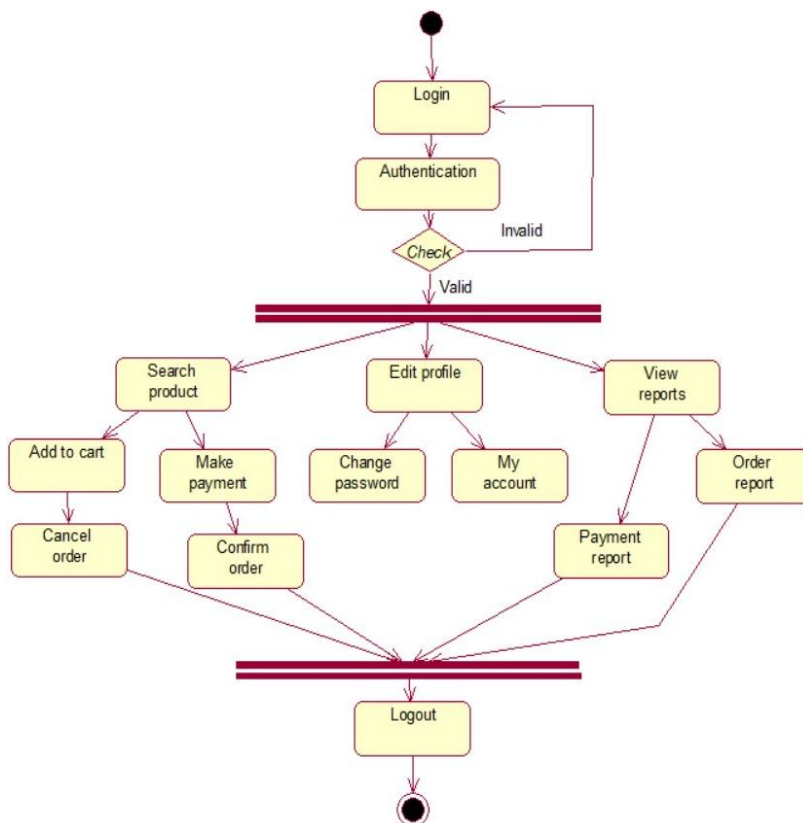 Login
Authentication
Invalid
Check
Valid
Search
product
Edit profile
View
reports
Add to cart
Make
payment
Change
password
My
account
Order
report
Cancel
order
Confirm
order
Payment
report
Logout